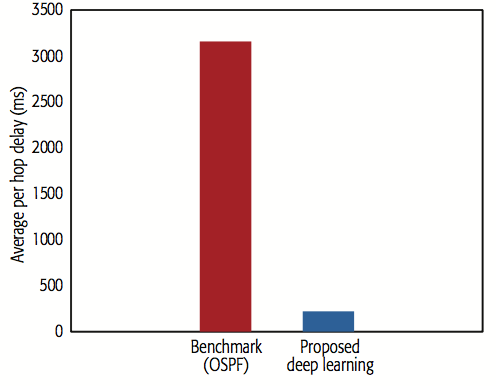 3500
3000
2500
2000
1500
1000
500
0
Average per hop delay (ms)
Benchmark
(OSPF)
Proposed
deep learning